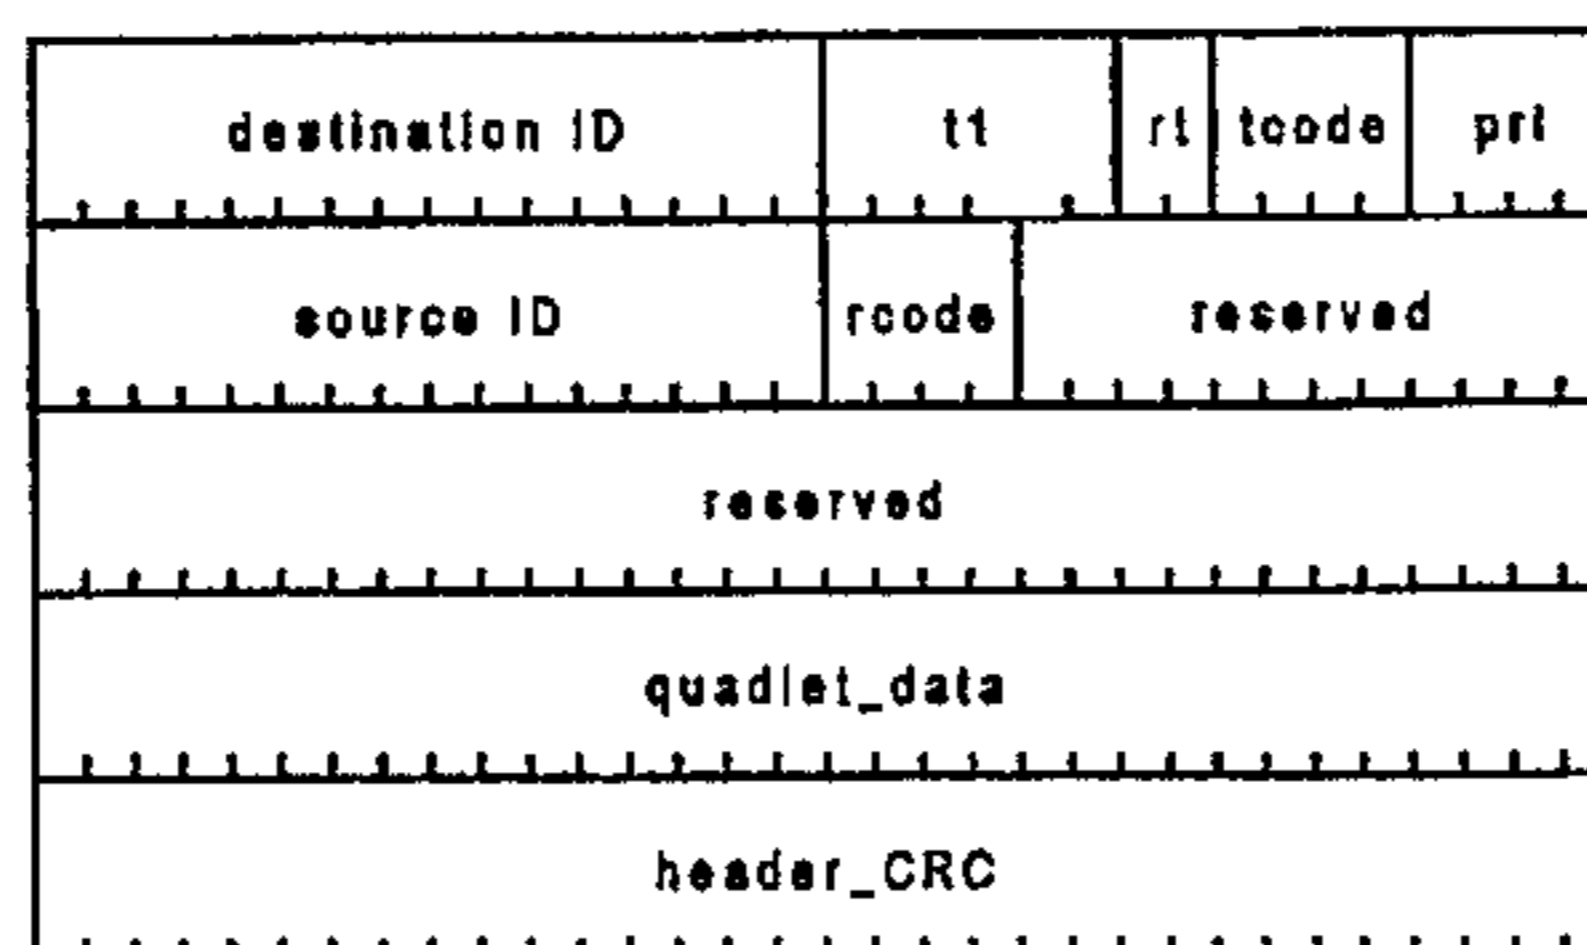 destination ID tl rt tcode pri
source ID rcode reserved
reserved
quadlet_data
header_CRC